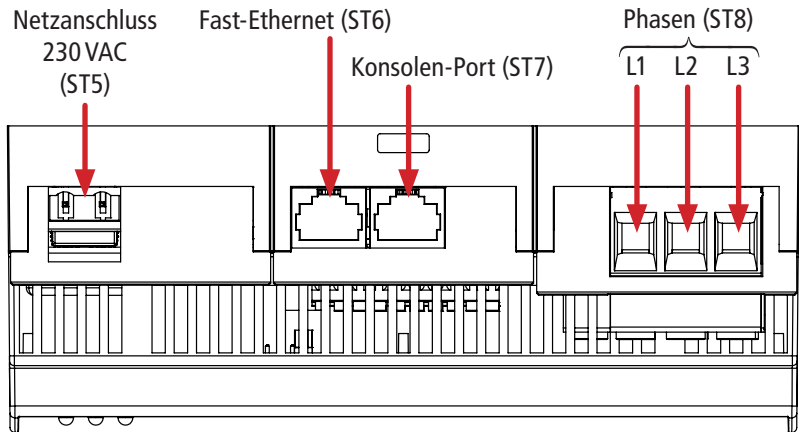 Netzanschluss
230 VAC
(ST5)
Fast-Ethernet (ST6)
Konsolen-Port (ST7)
Phasen (ST8)
L1 L2 L3